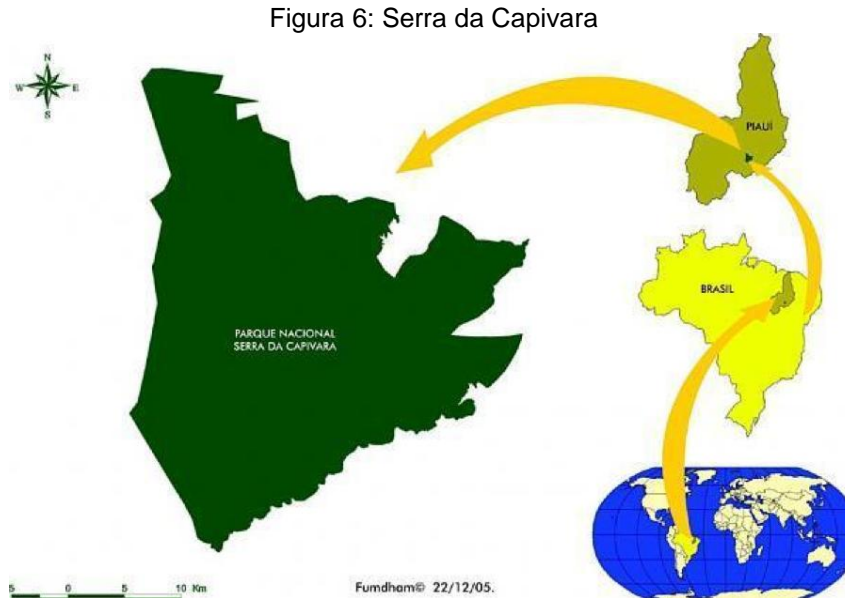 Figura 6: Serra da Capivara
N
W E
S
PIAUÍ
BRASIL
PARQUE NACIONAL
SERRA DA CAPIVARA
5 0 5 10 Km
Fumdham© 22/12/05.